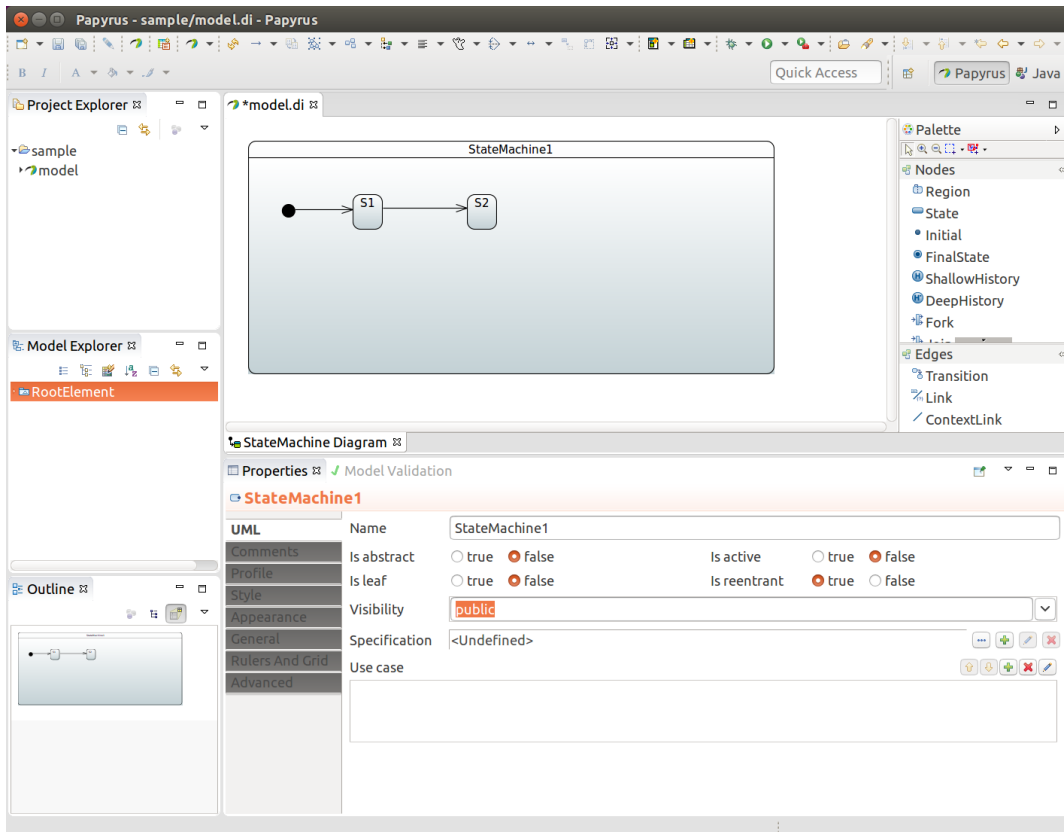 Papyrus - sample/model.di - Papyrus
B I A
Quick Access
Papyrus
Java
Project Explorer
sample
model
*model.di
StateMachine1
S1
S2
Palette
Nodes
Region
State
Initial
FinalState
ShallowHistory
DeepHistory
Fork
Edges
Transition
Link
ContextLink
Model Explorer
RootElement
StateMachine Diagram
Properties
Model Validation
StateMachine1
UML
Comments
Profile
Style
Appearance
General
Rulers And Grid
Advanced
Name StateMachine1
Is abstract true false Is active true false
Is leaf true false Is reentrant true false
Visibility public
Specification <Undefined>
Use case
Outline